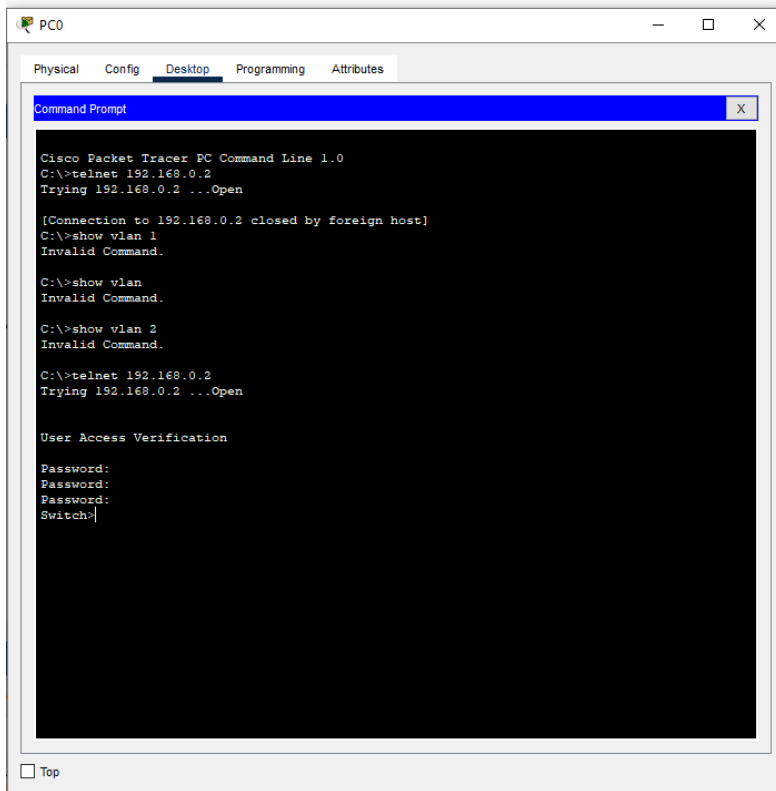 PC0
Physical Config Desktop Programming Attributes
Command Prompt
X
Cisco Packet Tracer PC Command Line 1.0
C:\>telnet 192.168.0.2
Trying 192.168.0.2 ...Open
[Connection to 192.168.0.2 closed by foreign host]
C:\>show vlan 1
Invalid Command.
C:\>show vlan
Invalid Command.
C:\>show vlan 2
Invalid Command.
C:\>telnet 192.168.0.2
Trying 192.168.0.2 ...Open
User Access Verification
Password:
Password:
Password:
Switch>
Top